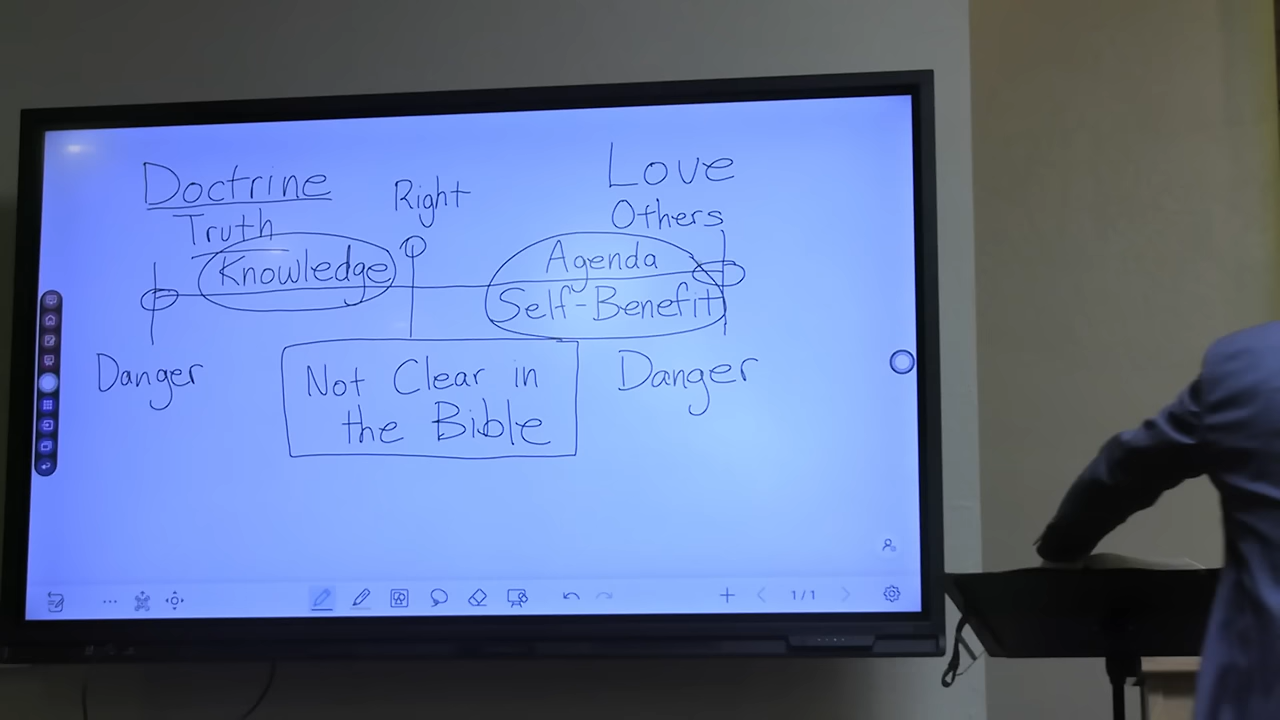 Doctrine
Truth
Knowledge
Right
Love
Others
Agenda
Self-Benefit
Danger
Not Clear in
the Bible
Danger
1/1